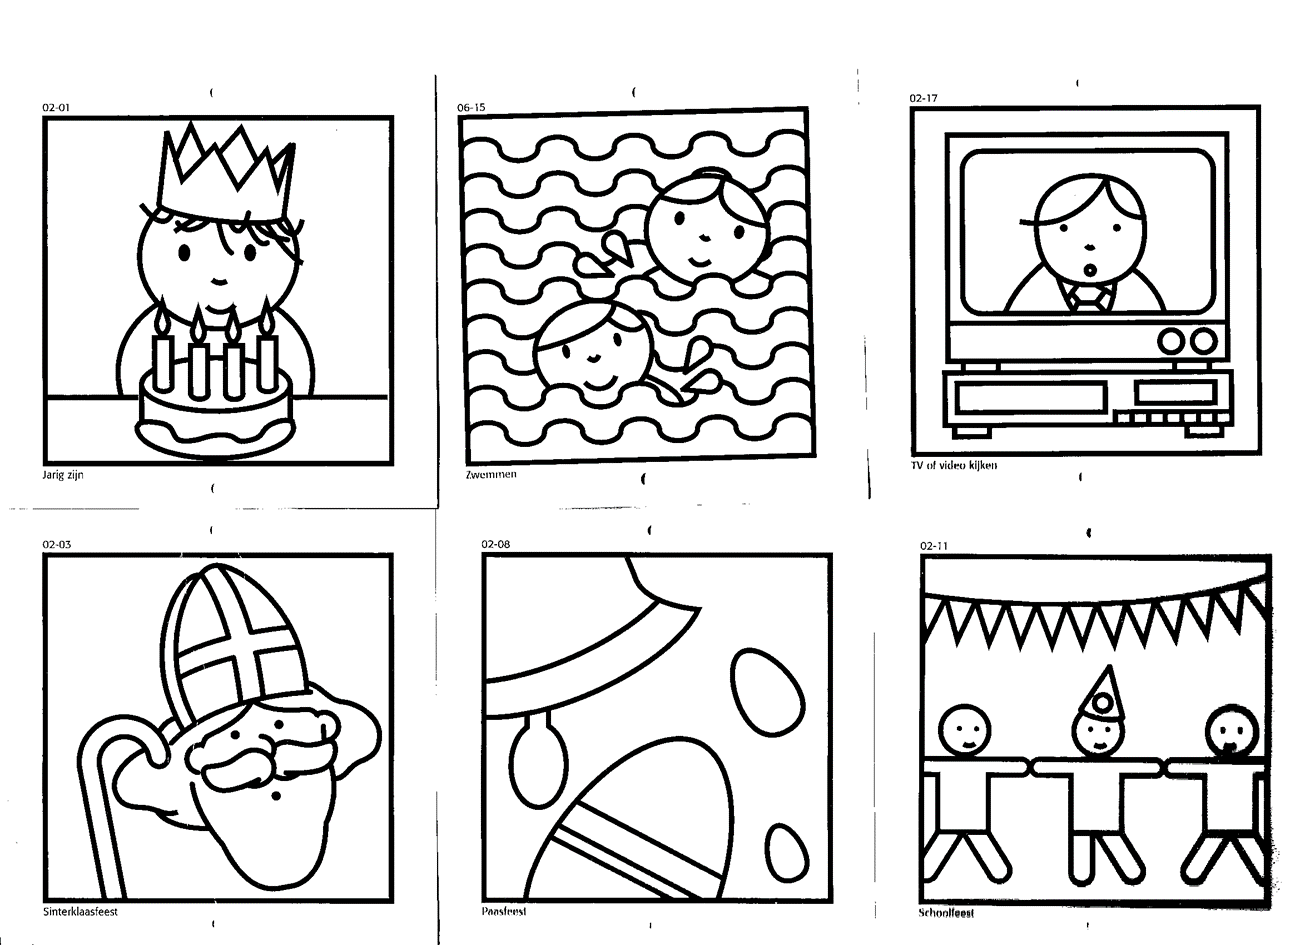 02-01
06-15
02-17
Jarig zijn
Zwemmen
TV of video kijken
02-03
02-08
02-11
Sinterklaasfeest
Paasfeest
Schoolfeest